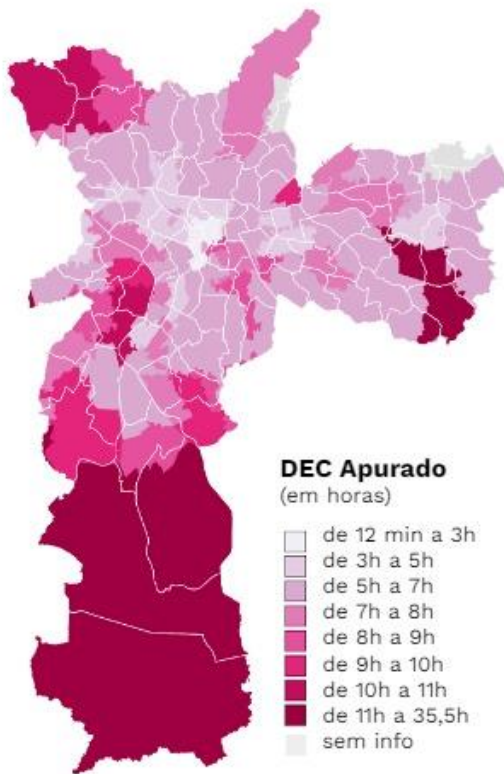 DEC Apurado
(em horas)
de 12 min a 3h
de 3h a 5h
de 5h a 7h
de 7h a 8h
de 8h a 9h
de 9h a 10h
de 10h a 11h
de 11h a 35,5h
sem info